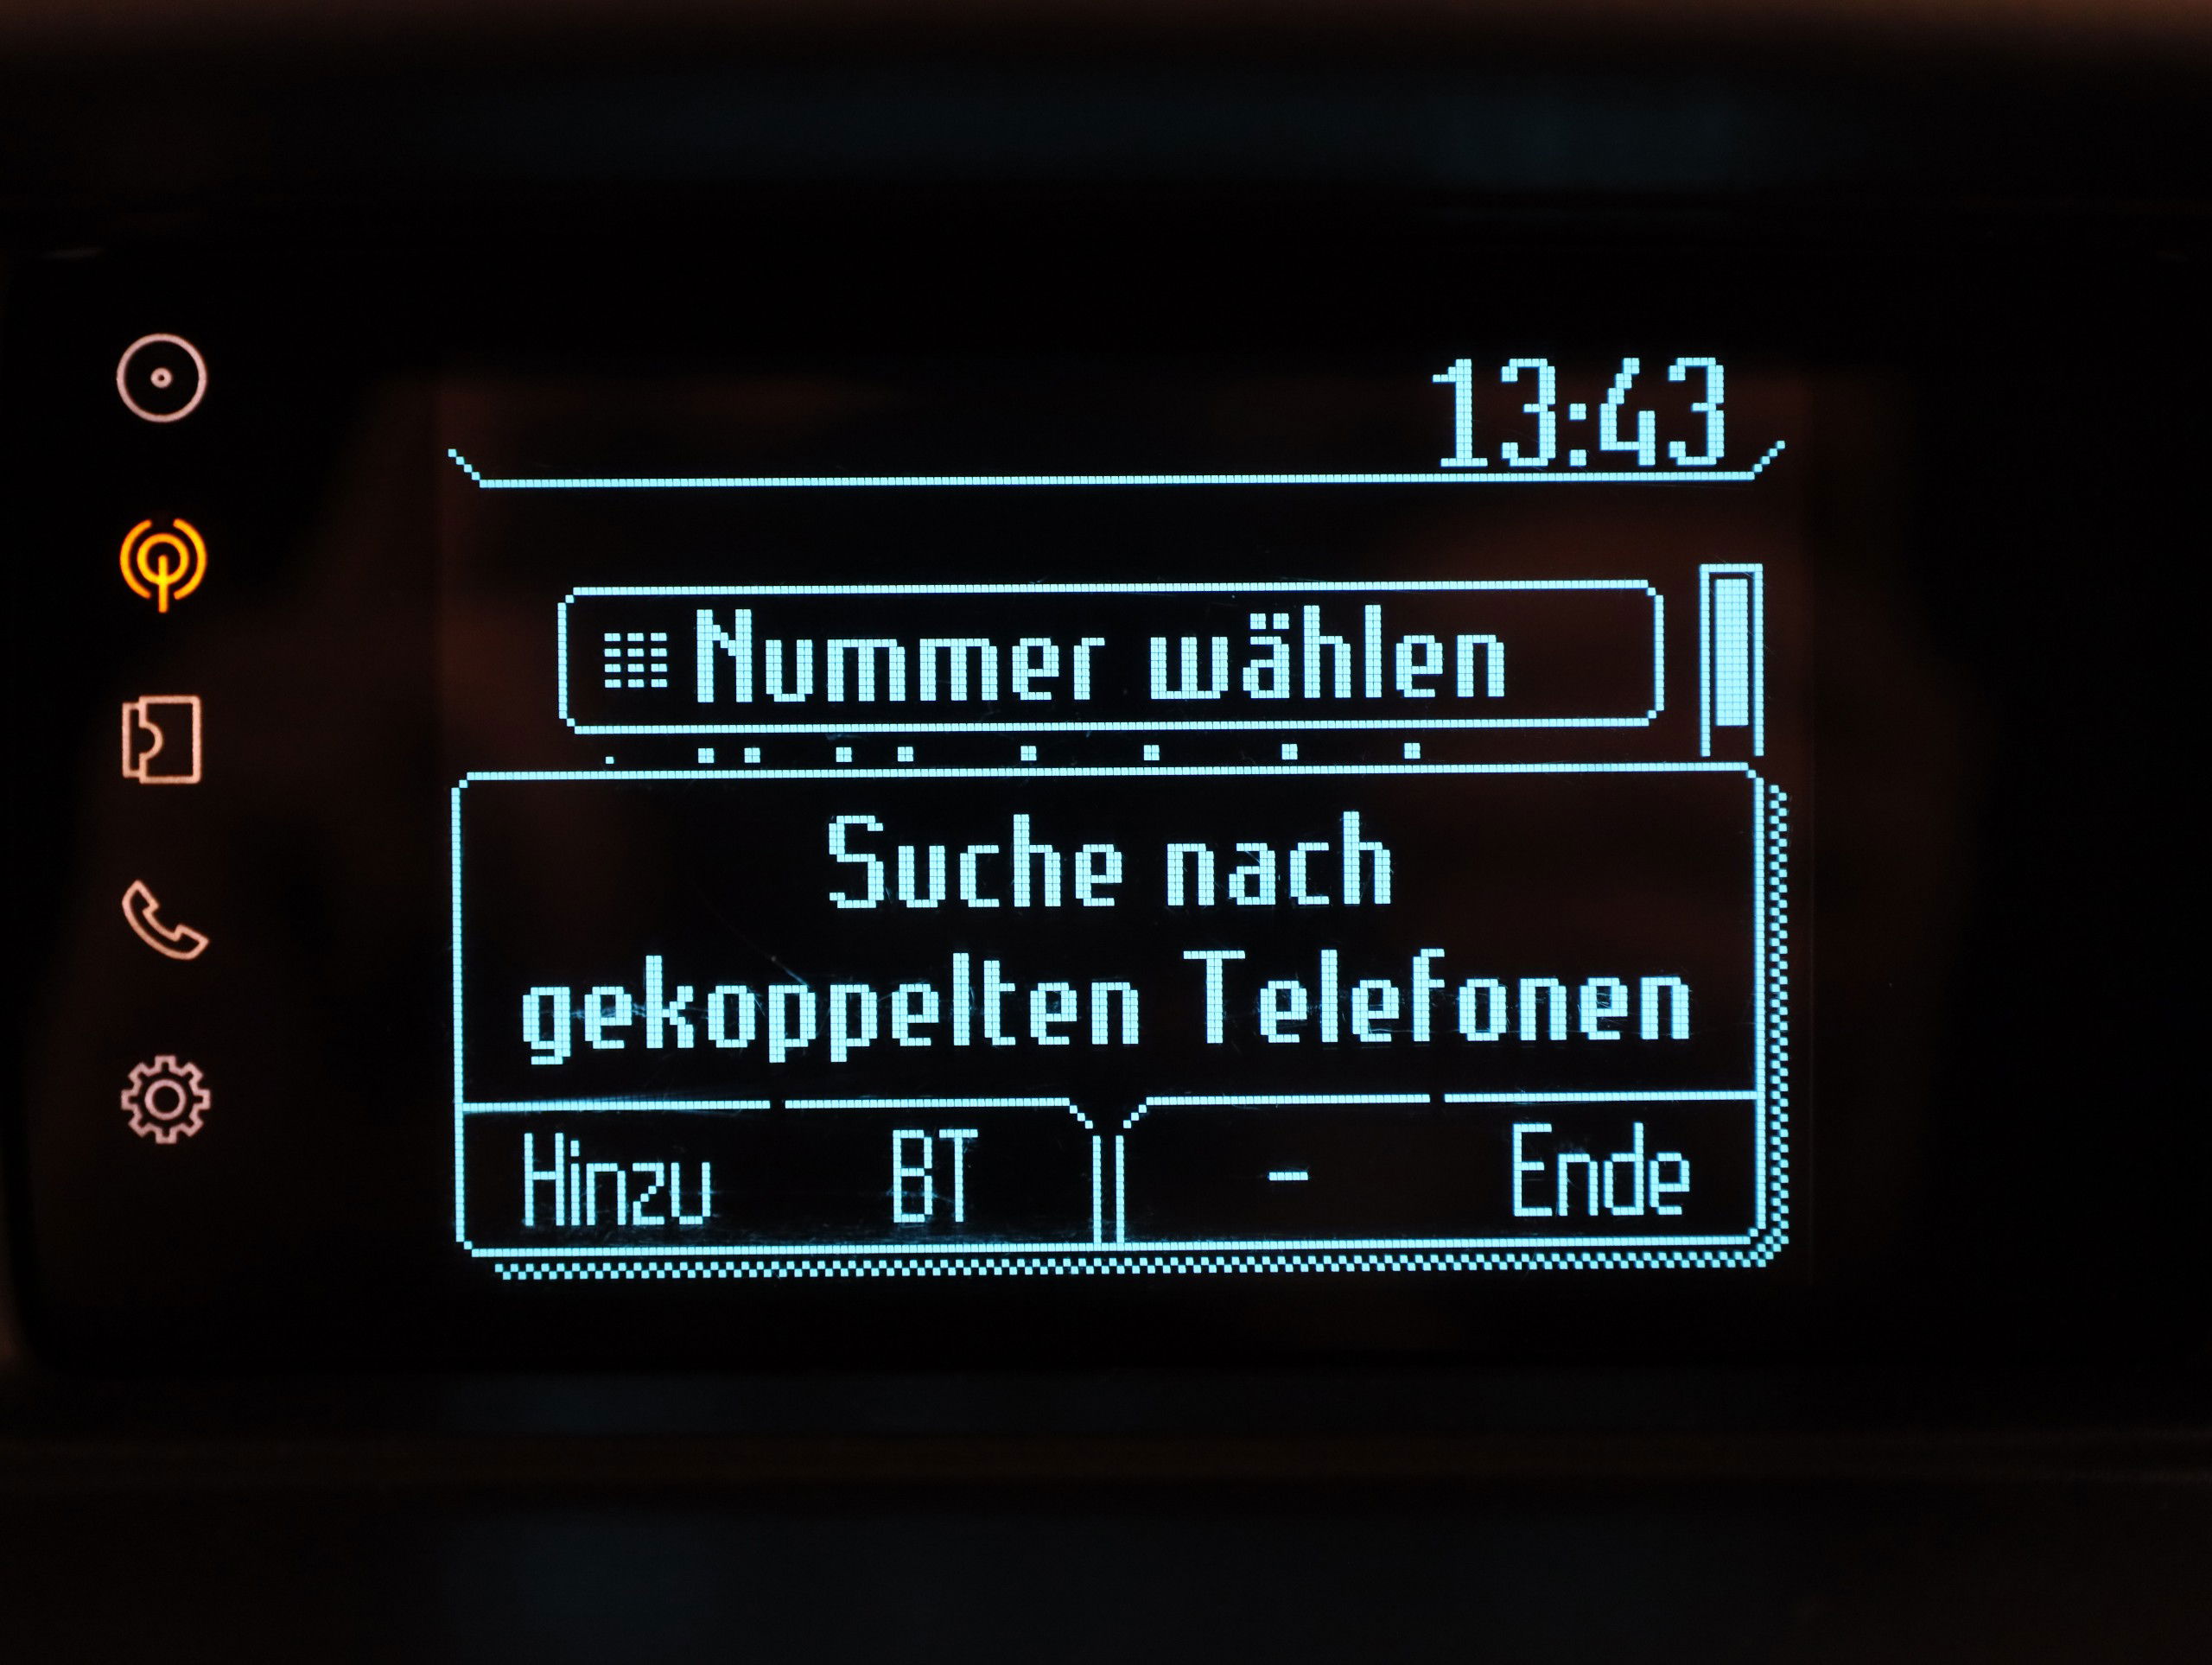 13:43
Nummer wählen
Suche nach
gekoppelten Telefonen
Hinzu BT - Ende